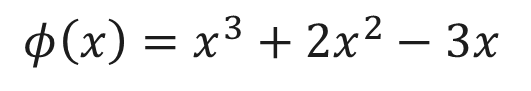 𝜙(𝑥) = 𝑥³ + 2𝑥² − 3𝑥